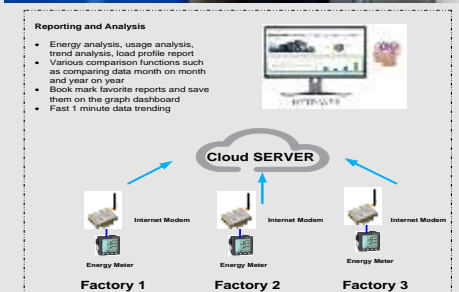 Reporting and Analysis
• Energy analysis, usage analysis,
trend analysis, load profile report
• Various comparison functions such
as comparing data month on month
and year on year
• Book mark favorite reports and save
them on the graph dashboard
• Fast 1 minute data trending
Cloud SERVER
Internet Modem
Internet Modem
Internet Modem
Energy Meter
Energy Meter
Energy Meter
Factory 1
Factory 2
Factory 3